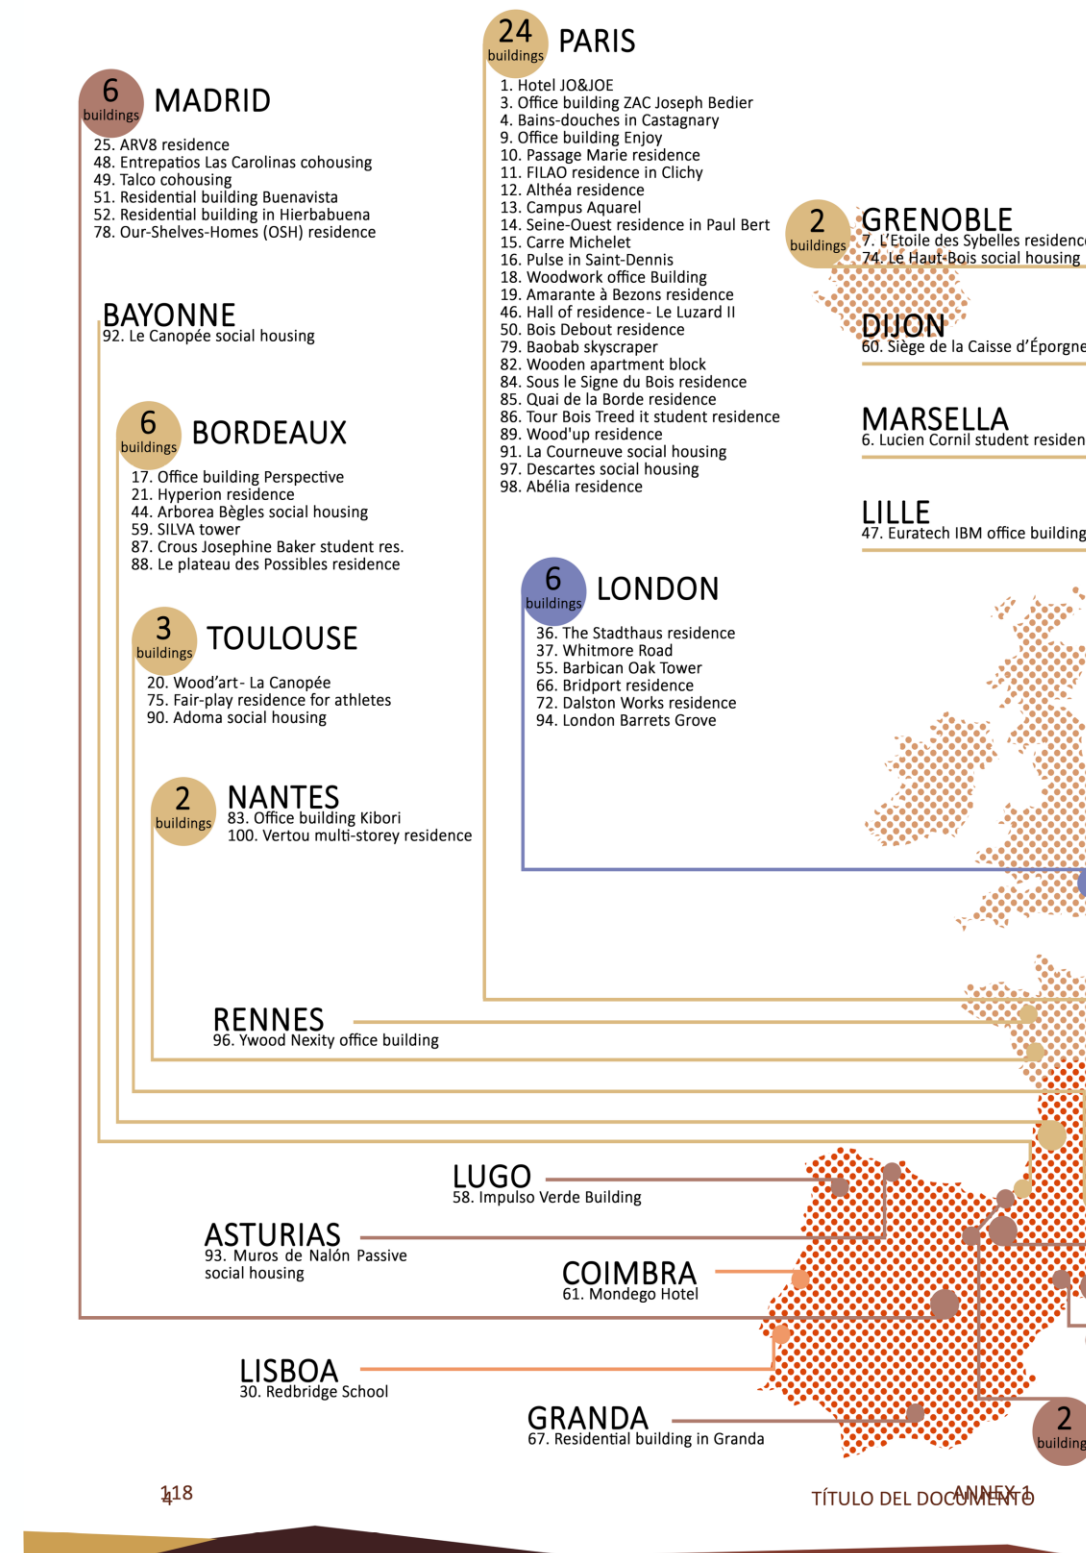 6
buildings
MADRID
25. ARV8 residence
48. Entrepatios Las Carolinas cohousing
49. Talco cohousing
51. Residential building Buenavista
52. Residential building in Hierbabuena
78. Our-Shelves-Homes (OSH) residence
BAYONNE
92. Le Canopée social housing
6
buildings
BORDEAUX
17. Office building Perspective
21. Hyperion residence
44. Arborea Bègles social housing
59. SILVA tower
87. Crous Josephine Baker student res.
88. Le plateau des Possibles residence
3
buildings
TOULOUSE
20. Wood'art- La Canopée
75. Fair-play residence for athletes
90. Adoma social housing
2
buildings
NANTES
83. Office building Kibori
100. Vertou multi-storey residence
24
buildings
PARIS
1. Hotel JO&JOE
3. Office building ZAC Joseph Bedier
4. Bains-douches in Castagnary
9. Office building Enjoy
10. Passage Marie residence
11. FILAO residence in Clichy
12. Althéa residence
13. Campus Aquarel
14. Seine-Ouest residence in Paul Bert
15. Carre Michelet
16. Pulse in Saint-Dennis
18. Woodwork office Building
19. Amarante à Bezons residence
46. Hall of residence- Le Luzard II
50. Bois Debout residence
79. Baobab skyscraper
82. Wooden apartment block
84. Sous le Signe du Bois residence
85. Quai de la Borde residence
86. Tour Bois Treed it student residence
89. Wood'up residence
91. La Courneuve social housing
97. Descartes social housing
98. Abélia residence
6
buildings
LONDON
36. The Stadthaus residence
37. Whitmore Road
55. Barbican Oak Tower
66. Bridport residence
72. Dalston Works residence
94. London Barrets Grove
2
buildings
GRENOBLE
7. L'Etoile des Sybelles residence
74. Le Haut-Bois social housing
DIJON
60. Siège de la Caisse d'Éporgne
MARSELLA
6. Lucien Cornil student residen
LILLE
47. Euratech IBM office building
RENNES
96. Ywood Nexity office building
LUGO
58. Impulso Verde Building
ASTURIAS
93. Muros de Nalón Passive
social housing
COIMBRA
61. Mondego Hotel
LISBOA
30. Redbridge School
GRANDA
67. Residential building in Granda
2
building
118
4
TÍTULO DEL DOCUMENTO
ANNEX 1